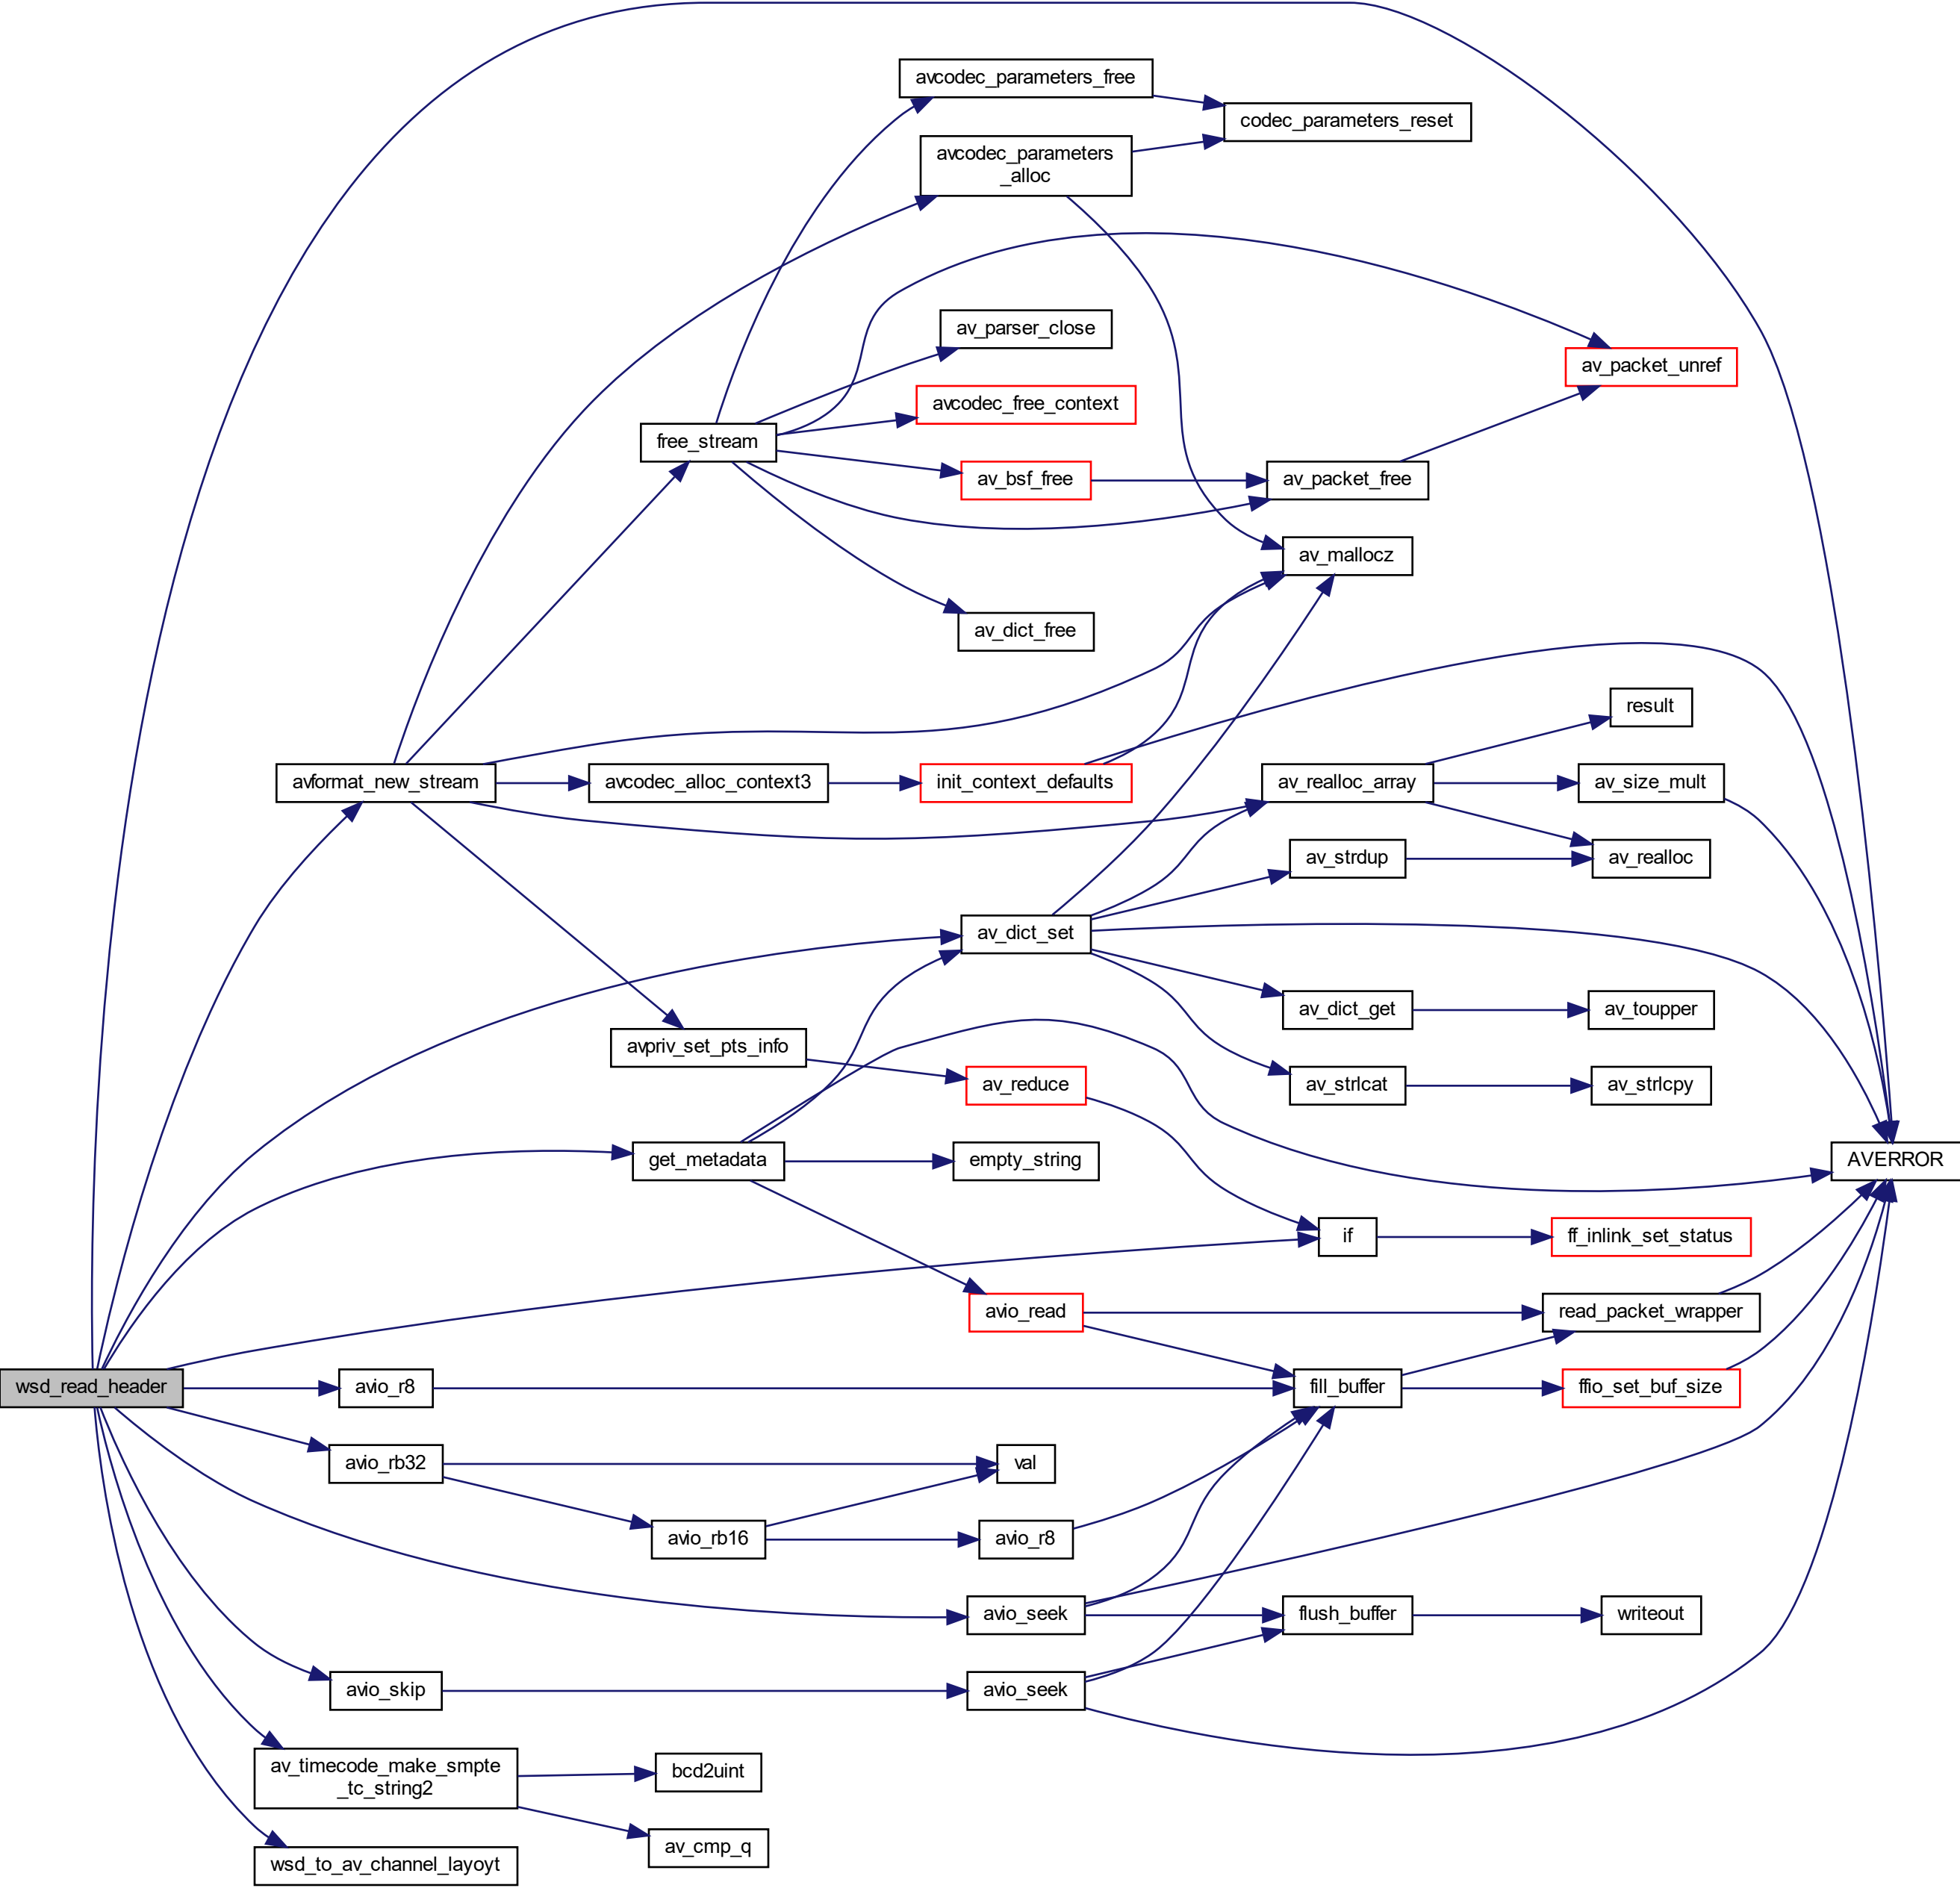 avcodec_parameters_free
codec_parameters_reset
avcodec_parameters
_alloc
av_parser_close
av_packet_unref
avcodec_free_context
free_stream
av_bsf_free
av_packet_free
av_mallocz
av_dict_free
result
avformat_new_stream
avcodec_alloc_context3
init_context_defaults
av_realloc_array
av_size_mult
av_strdup
av_realloc
av_dict_set
av_dict_get
av_toupper
avpriv_set_pts_info
av_reduce
av_strlcat
av_strlcpy
get_metadata
empty_string
AVERROR
if
ff_inlink_set_status
avio_read
read_packet_wrapper
wsd_read_header
avio_r8
fill_buffer
ffio_set_buf_size
avio_rb32
val
avio_rb16
avio_r8
avio_seek
flush_buffer
writeout
avio_skip
avio_seek
av_timecode_make_smpte
_tc_string2
bcd2uint
av_cmp_q
wsd_to_av_channel_layoyt